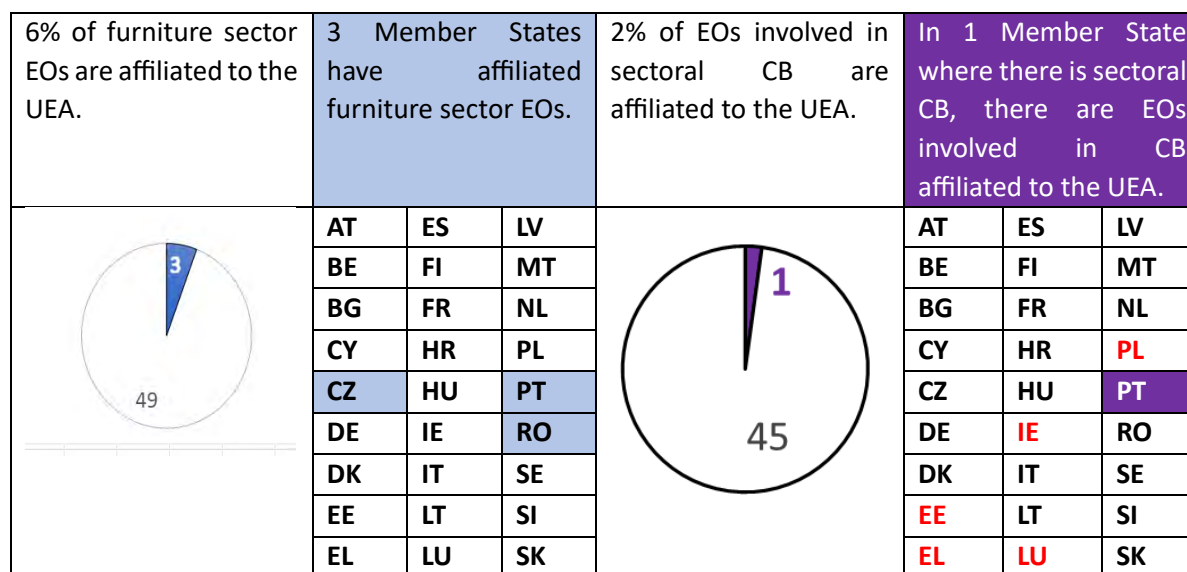 6% of furniture sector
EOs are affiliated to the
UEA.
3 Member States
have affiliated
furniture sector EOs.
2% of EOs involved in
sectoral CB are
affiliated to the UEA.
In 1 Member State
where there is sectoral
CB, there are EOs
involved in CB
affiliated to the UEA.
3
49
AT ES LV
BE FI MT
BG FR NL
CY HR PL
CZ HU PT
DE IE RO
DK IT SE
EE LT SI
EL LU SK
1
45
AT ES LV
BE FI MT
BG FR NL
CY HR PL
CZ HU PT
DE IE RO
DK IT SE
EE LT SI
EL LU SK